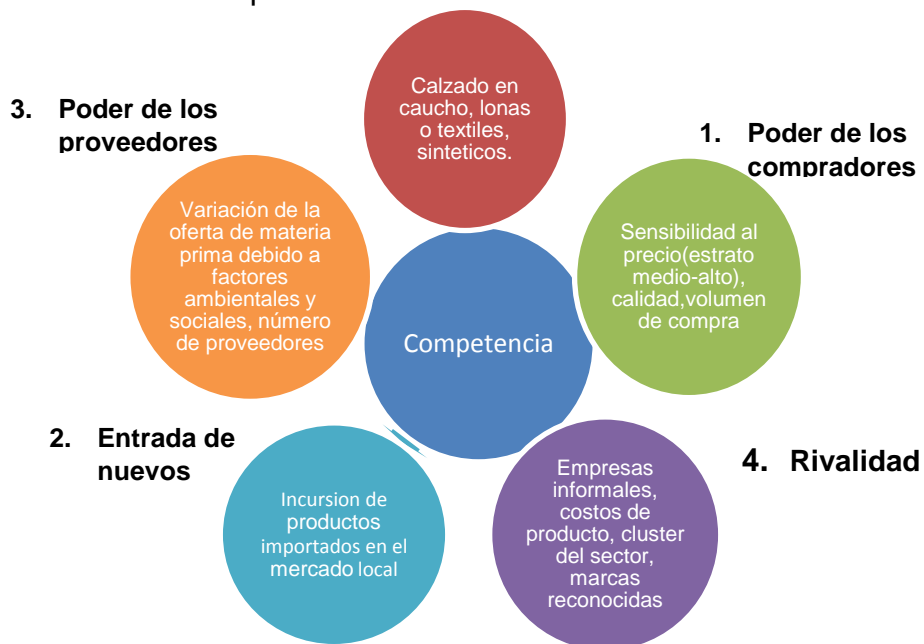 Calzado en
caucho, lonas
o textiles,
sinteticos.
3. Poder de los
proveedores
1. Poder de los
compradores
Variación de la
oferta de materia
prima debido a
factores
ambientales y
sociales, número
de proveedores
Sensibilidad al
precio(estrato
medio-alto),
calidad,volumen
de compra
Competencia
2. Entrada de
nuevos
4. Rivalidad
Incursion de
productos
importados en el
mercado local
Empresas
informales,
costos de
producto, cluster
del sector,
marcas
reconocidas